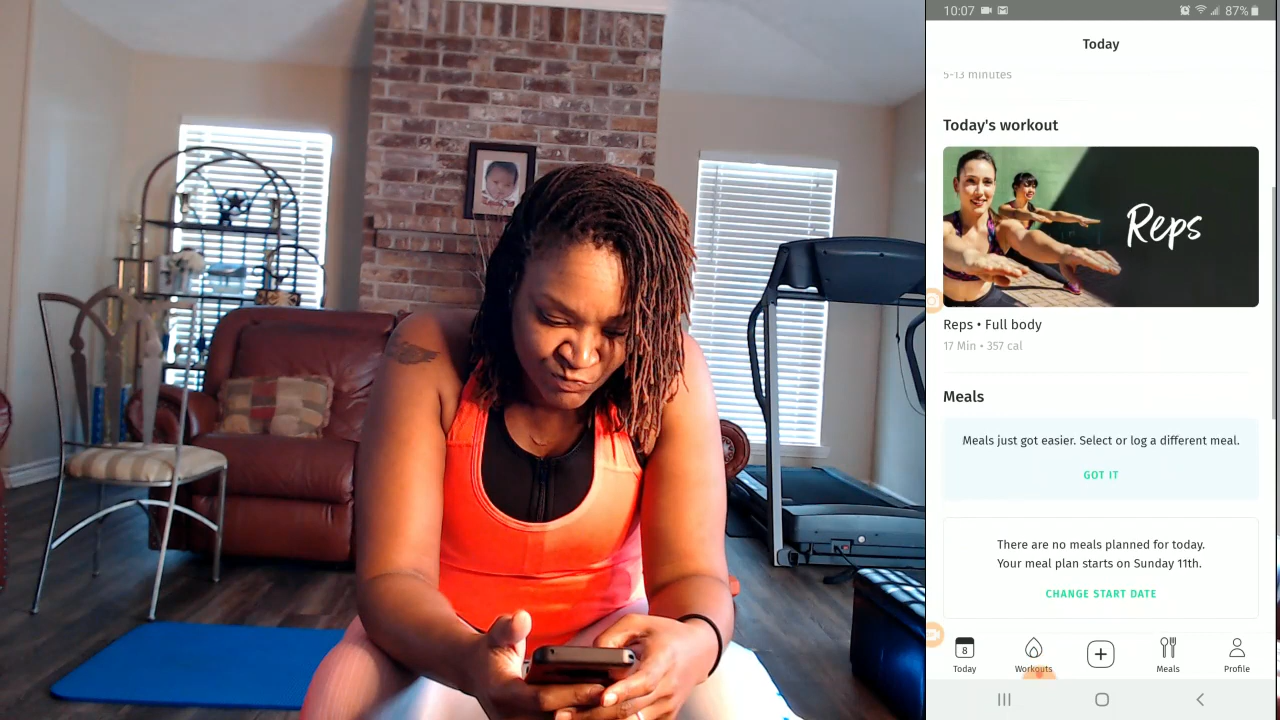 10:07
87%
Today
5-13 minutes
Today's workout
Reps
Reps • Full body
17 Min • 357 cal
Meals
Meals just got easier. Select or log a different meal.
GOT IT
There are no meals planned for today.
Your meal plan starts on Sunday 11th.
CHANGE START DATE
8
Today
Workouts
Meals
Profile